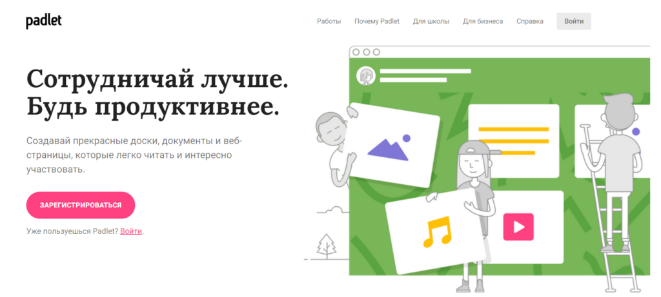 padlet
Работы Почему Padlet Для школы Для бизнеса Справка Войти
Сотрудничай лучше.
Будь продуктивнее.
Создавай прекрасные доски, документы и веб-
страницы, которые легко читать и интересно
участвовать.
ЗАРЕГИСТРИРОВАТЬСЯ
Уже пользуешься Padlet? Войти.